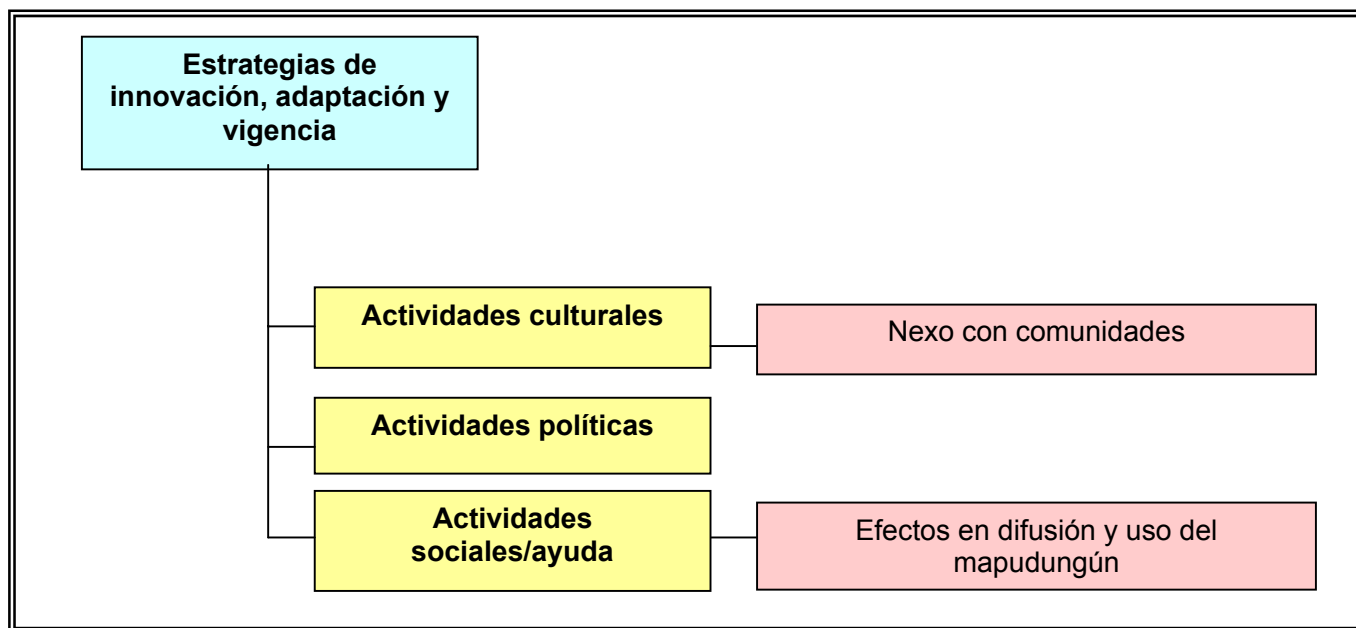 Estrategias de
innovación, adaptación y
vigencia
Actividades culturales
Nexo con comunidades
Actividades políticas
Actividades
sociales/ayuda
Efectos en difusión y uso del
mapudungún